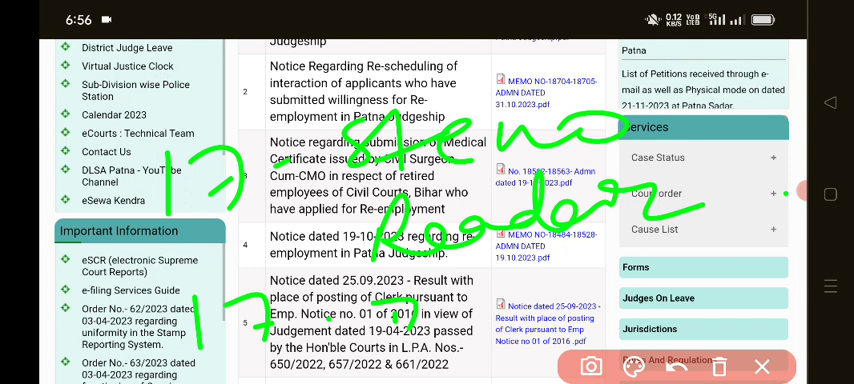 6:56
0.12 KB/S
5G
District Judge Leave
Virtual Justice Clock
Sub-Division wise Police
Station
Calendar 2023
eCourts : Technical Team
Contact Us
DLSA Patna - YouTube
Channel
eSewa Kendra
Important Information
eSCR (electronic Supreme
Court Reports)
e-filing Services Guide
Order No.- 62/2023 dated
03-04-2023 regarding
uniformity in the Stamp
Reporting System.
Order No.- 63/2023 dated
03-04-2023 regarding
Judgeship
2
Notice Regarding Re-scheduling of
interaction of applicants who have
submitted willingness for Re-
employment in Patna Judgeship
MEMO NO-18704-18705-
ADMN DATED
31.10.2023.pdf
3
Notice regarding submission of Medical
Certificate issued by Civil Surgeon-
Cum-CMO in respect of retired
employees of Civil Courts, Bihar who
have applied for Re-employment
Admn
4
Notice dated 19-10-2023 regarding re-
employment in Patna Judgeship.
MEMO NO-18484-18528-
ADMN DATED
19.10.2023.pdf
5
Notice dated 25.09.2023 - Result with
place of posting of Clerk pursuant to
Emp. Notice no. 01 of 2016 in view of
Judgement dated 19-04-2023 passed
by the Hon'ble Courts in L.P.A. Nos.-
650/2022, 657/2022 & 661/2022
Notice dated 25-09-2023 -
Result with place of posting
of Clerk pursuant to Emp
Notice no 01 of 2016 .pdf
Patna
List of Petitions received through e-
mail as well as Physical mode on dated
21-11-2023 at Patna Sadar.
Services
Case Status +
Court order +
Cause List +
Forms
Judges On Leave
Jurisdictions
Rules And Regulation
17 - Steno
Reader
17.7